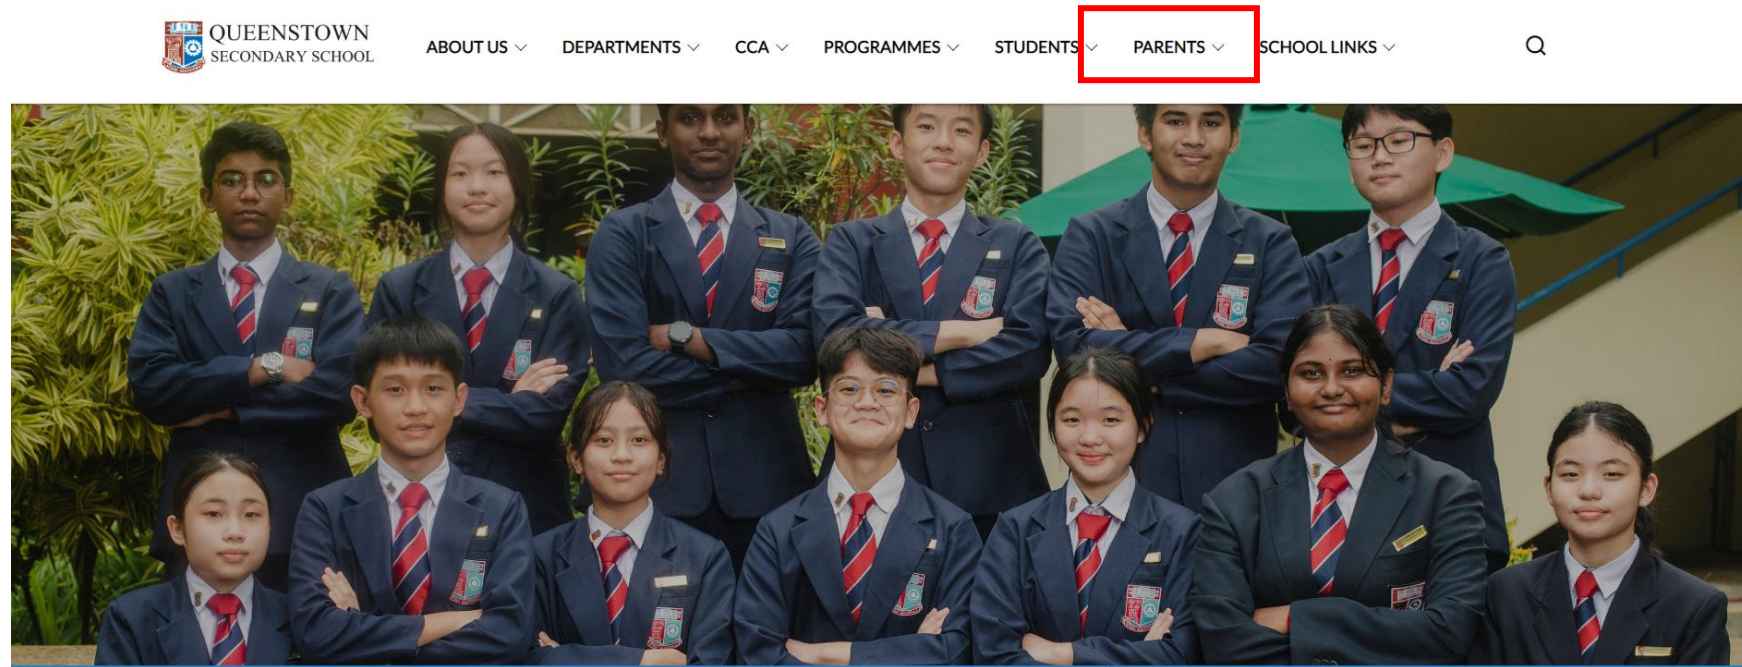 QUEENSTOWN
SECONDARY SCHOOL
ABOUT US
DEPARTMENTS
CCA
PROGRAMMES
STUDENTS
PARENTS
SCHOOL LINKS